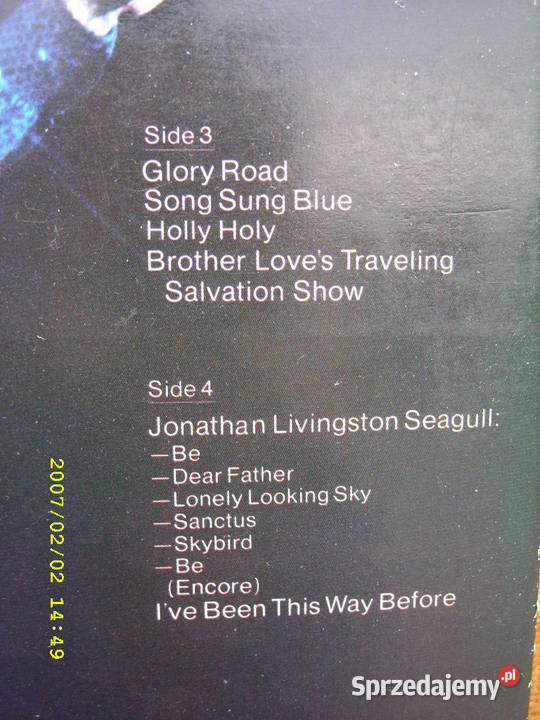 Side 3
Glory Road
Song Sung Blue
Holly Holy
Brother Love's Traveling
Salvation Show
Side 4
Jonathan Livingston Seagull:
—Be
—Dear Father
—Lonely Looking Sky
—Sanctus
—Skybird
—Be
(Encore)
I've Been This Way Before
2007/02/02 14:49
Sprzedajemy.pl